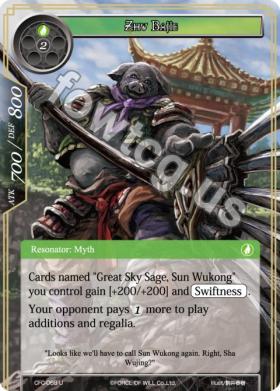 Zhu Bajie
2
ATK 700 / DEF 800
fowtcg.us
Resonator: Myth
Cards named "Great Sky Sage, Sun Wukong"
you control gain [+200/+200] and Swiftness .
Your opponent pays 1 more to play
additions and regalia.
"Looks like we'll have to call Sun Wukong again. Right, Sha
Wujing?"
CFC-069 U
©FORCE OF WILL Co.,Ltd.